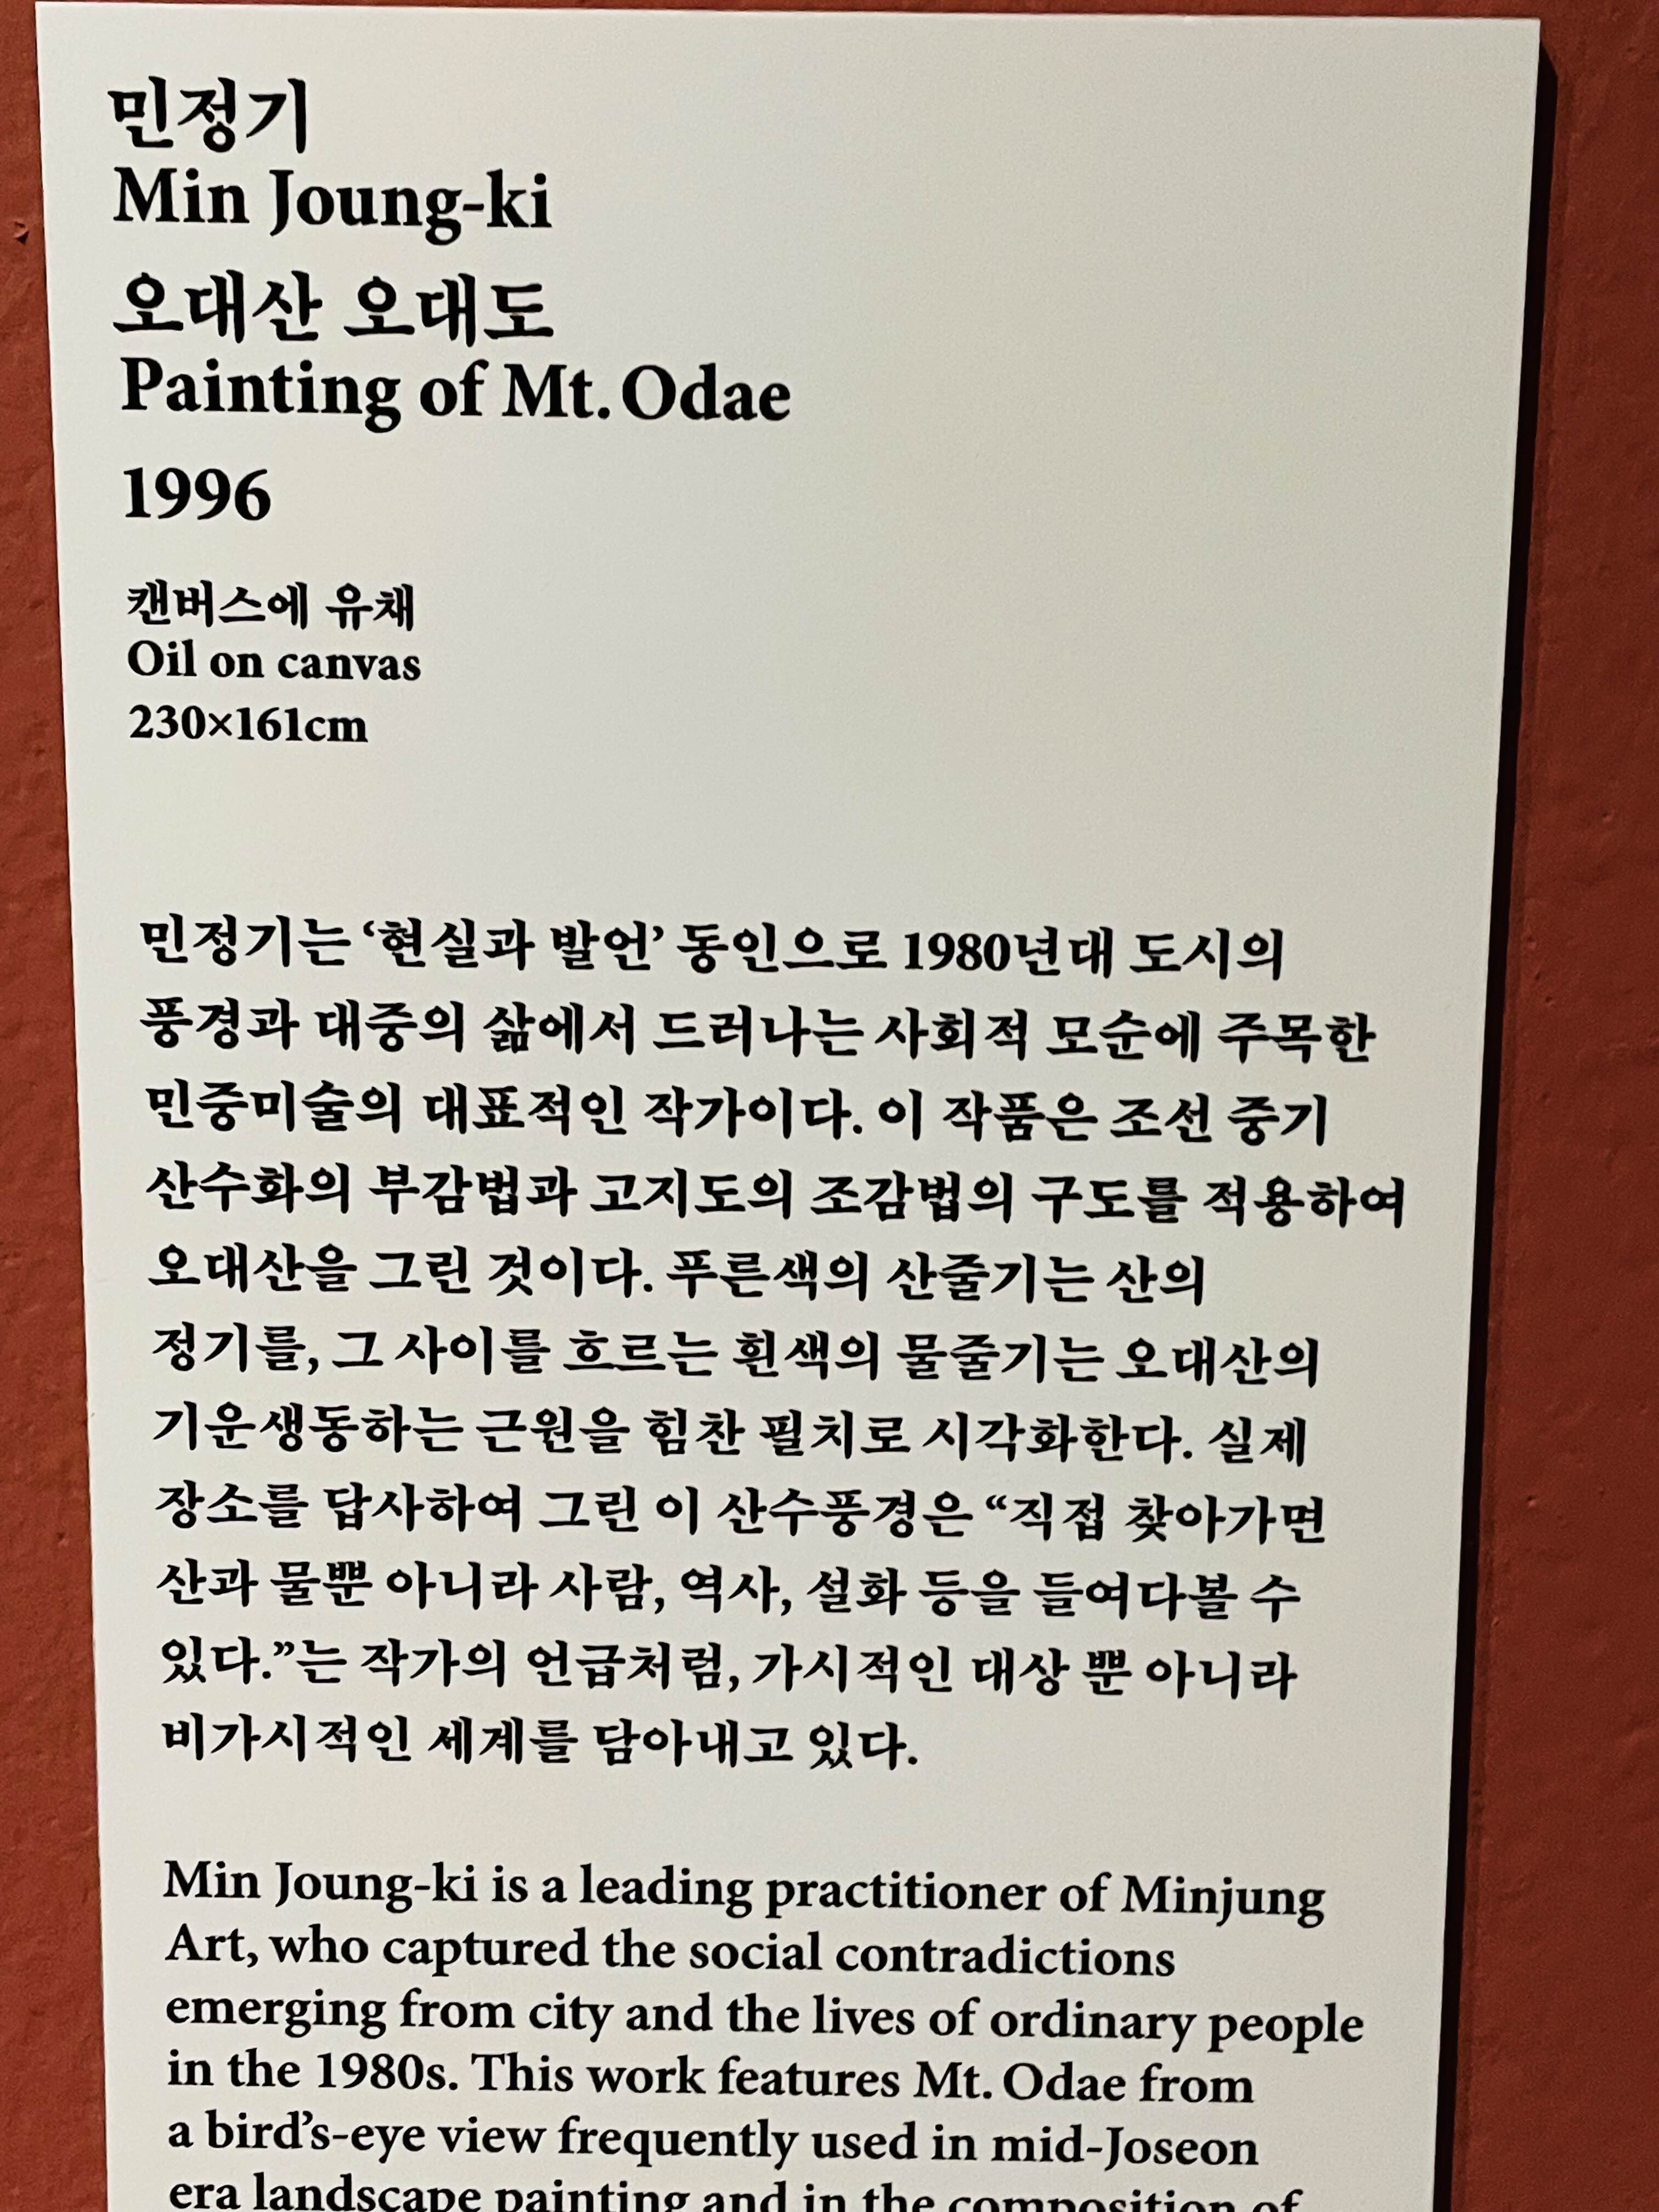 민정기
Min Joung-ki
오대산 오대도
Painting of Mt. Odae
1996
캔버스에 유채
Oil on canvas
230×161cm
민정기는 ‘현실과 발언’ 동인으로 1980년대 도시의
풍경과 대중의 삶에서 드러나는 사회적 모순에 주목한
민중미술의 대표적인 작가이다. 이 작품은 조선 중기
산수화의 부감법과 고지도의 조감법의 구도를 적용하여
오대산을 그린 것이다. 푸른색의 산줄기는 산의
정기를, 그 사이를 흐르는 흰색의 물줄기는 오대산의
기운생동하는 근원을 힘찬 필치로 시각화한다. 실제
장소를 답사하여 그린 이 산수풍경은 “직접 찾아가면
산과 물뿐 아니라 사람, 역사, 설화 등을 들여다볼 수
있다.”는 작가의 언급처럼, 가시적인 대상 뿐 아니라
비가시적인 세계를 담아내고 있다.
Min Joung-ki is a leading practitioner of Minjung
Art, who captured the social contradictions
emerging from city and the lives of ordinary people
in the 1980s. This work features Mt. Odae from
a bird’s-eye view frequently used in mid-Joseon
era landscape painting and in the composition of